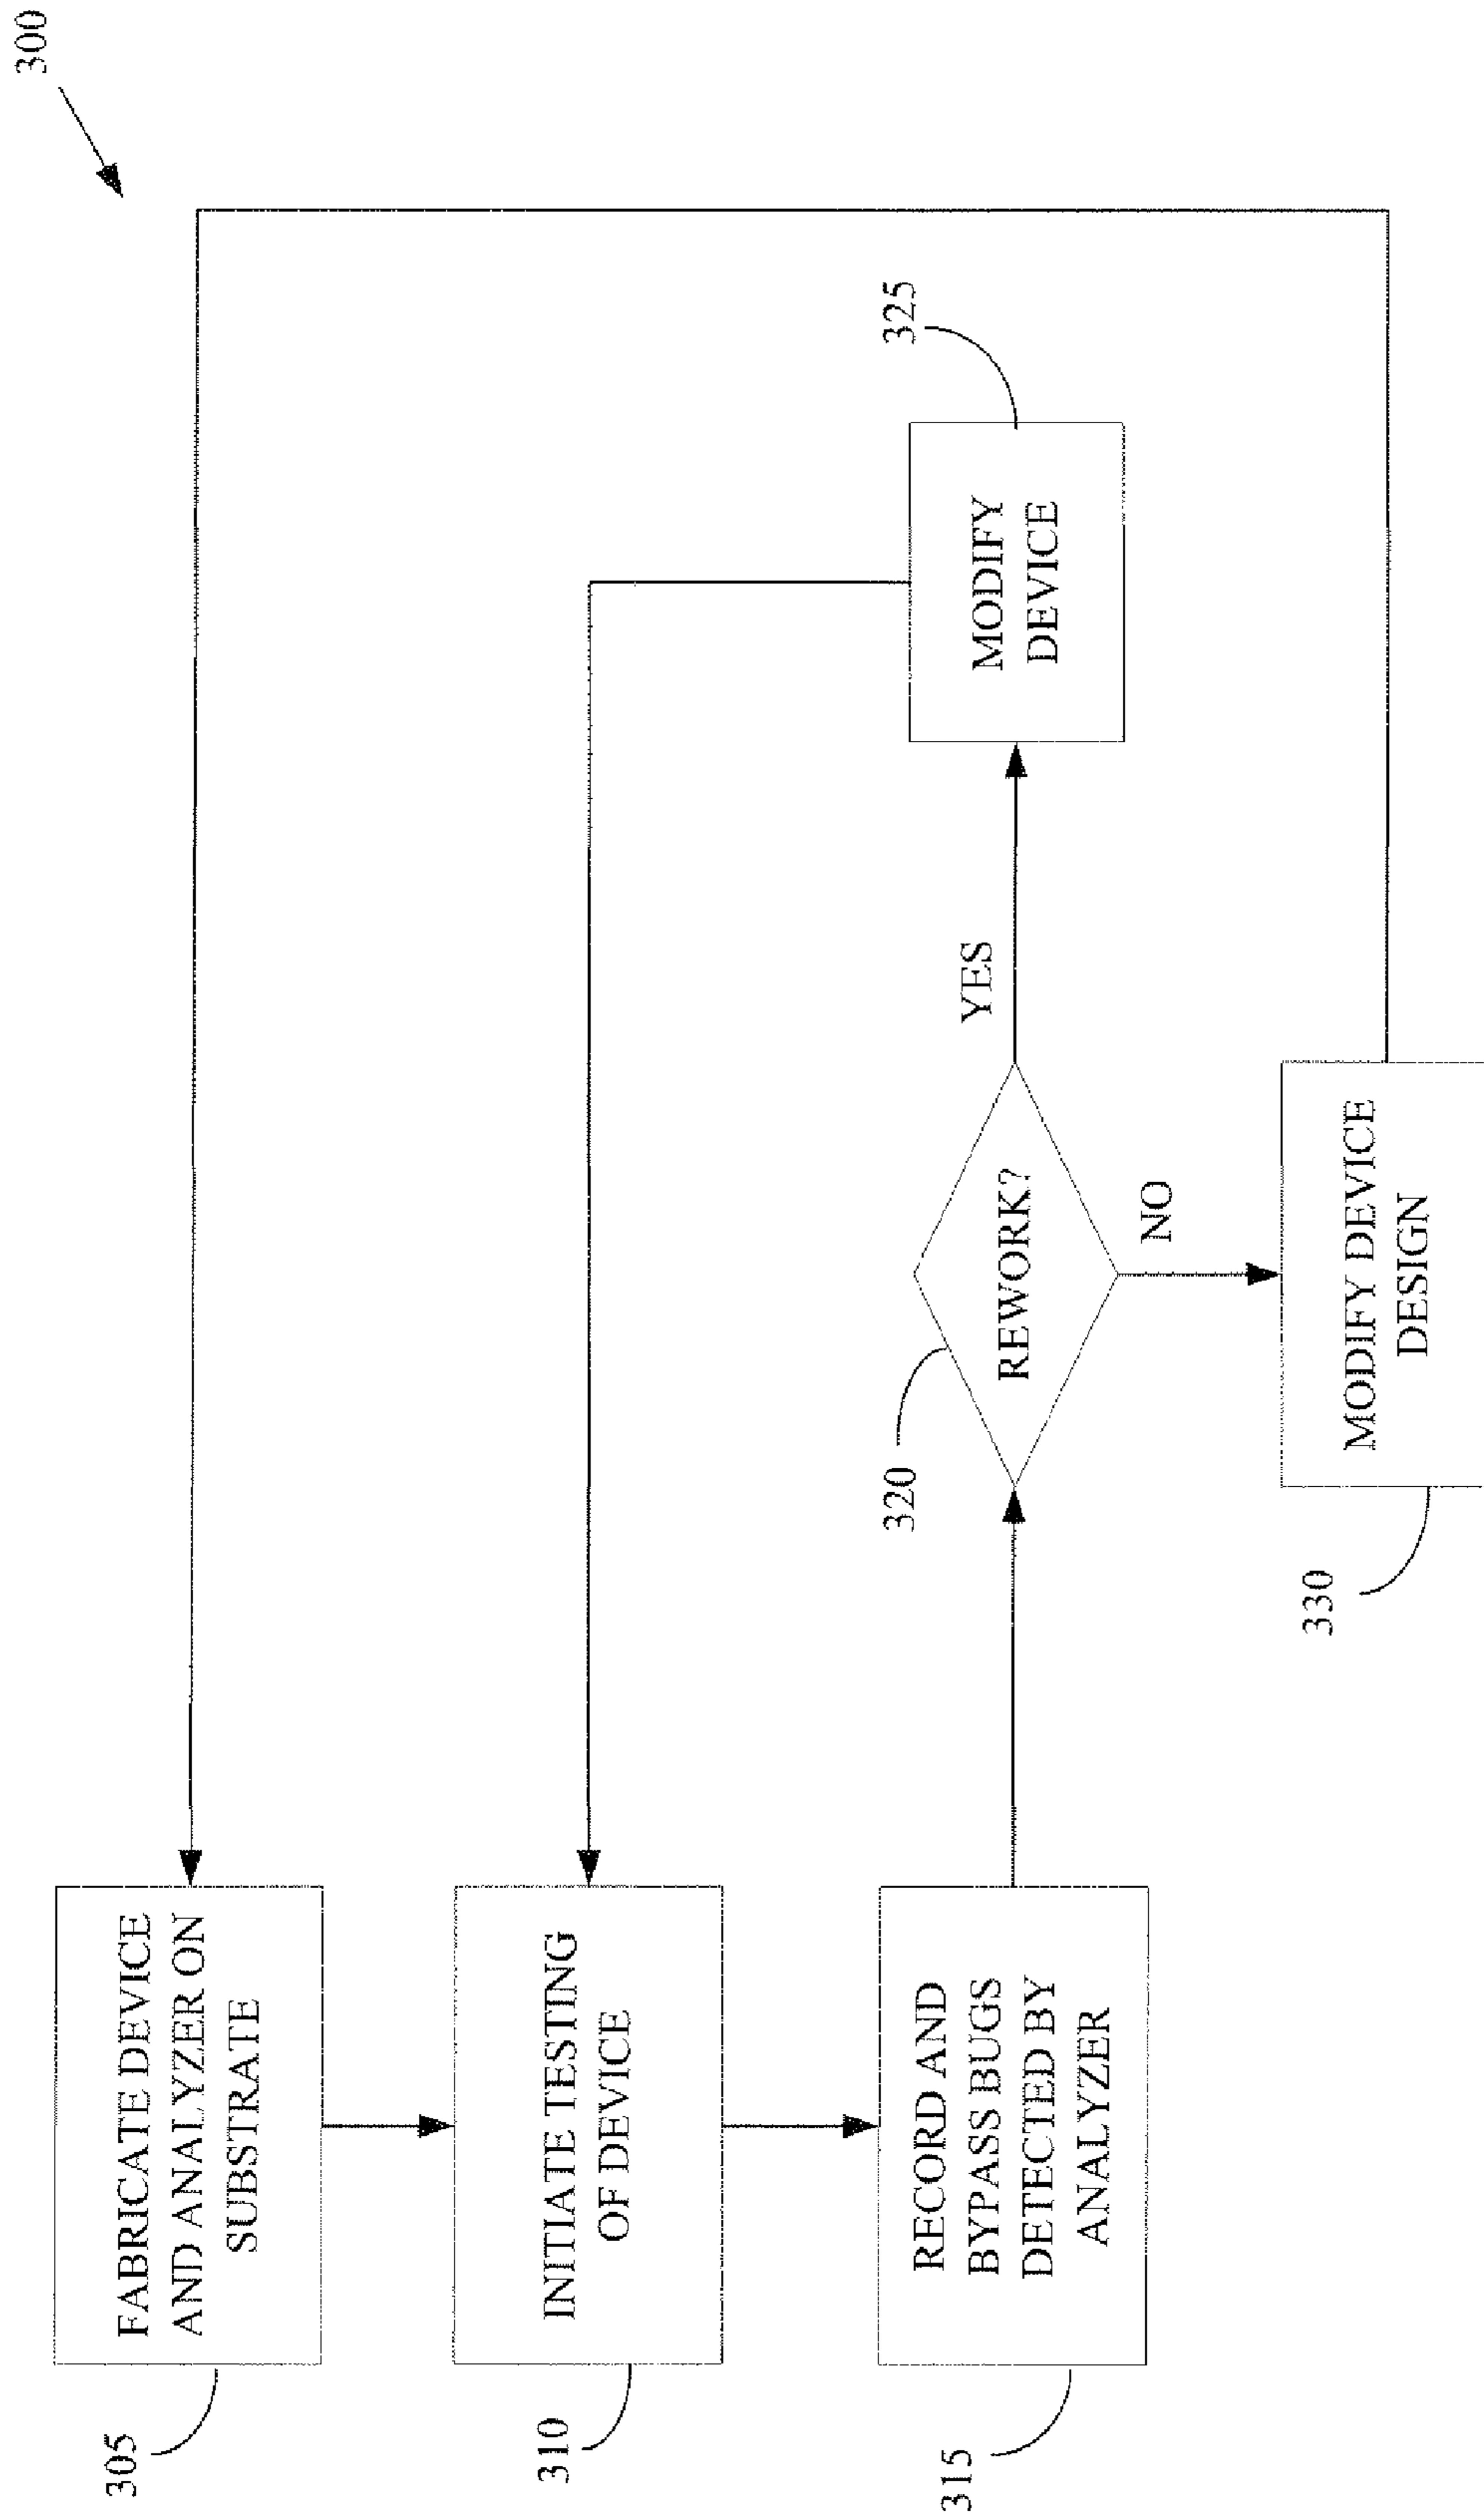 300
305
FABRICATE DEVICE
AND ANALYZER ON
SUBSTRATE
310
INITIATE TESTING
OF DEVICE
315
RECORD AND
BYPASS BUGS
DETECTED BY
ANALYZER
320
REWORK?
YES
325
MODIFY
DEVICE
NO
330
MODIFY DEVICE
DESIGN